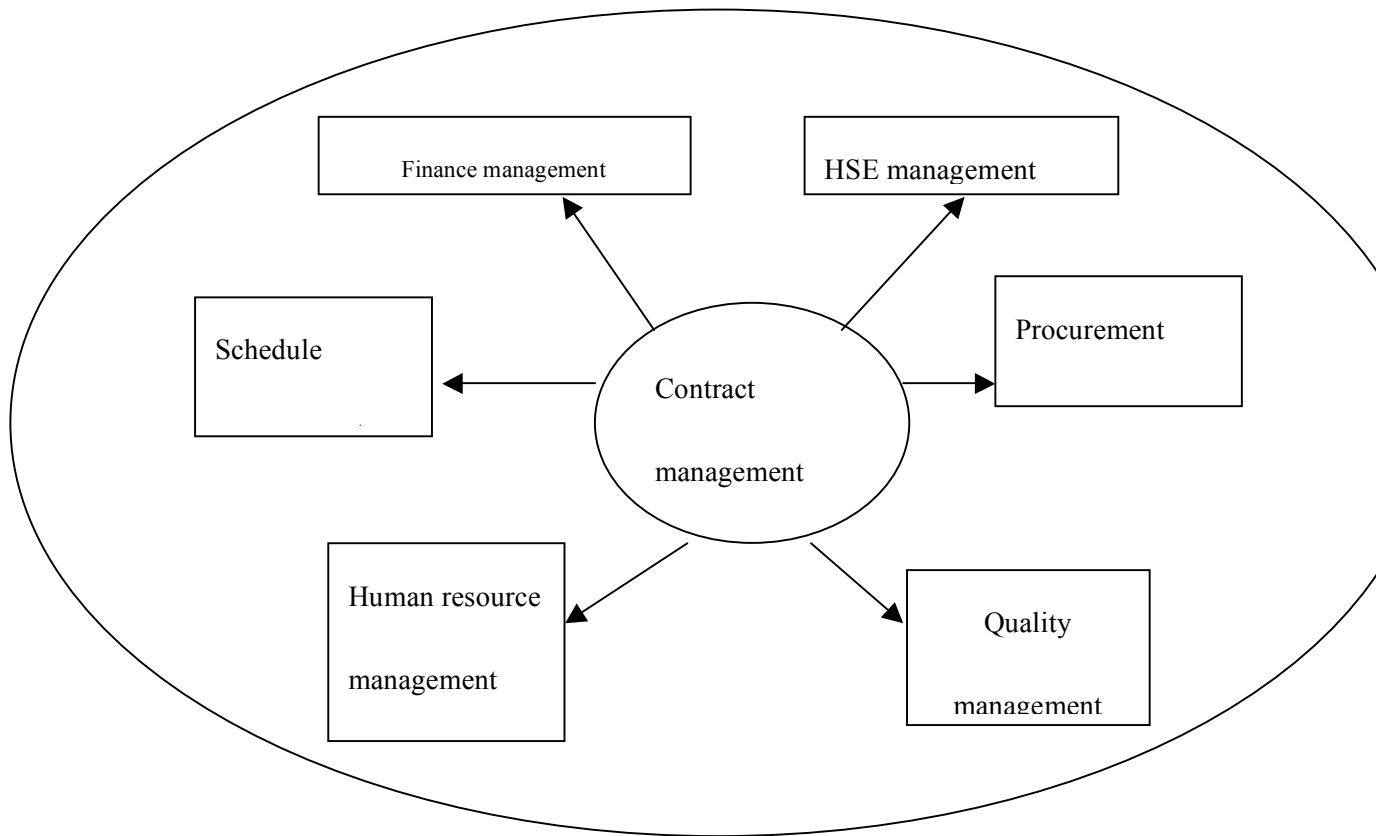 Finance management
HSE management
Schedule
Procurement
Contract
management
Human resource
management
Quality
management